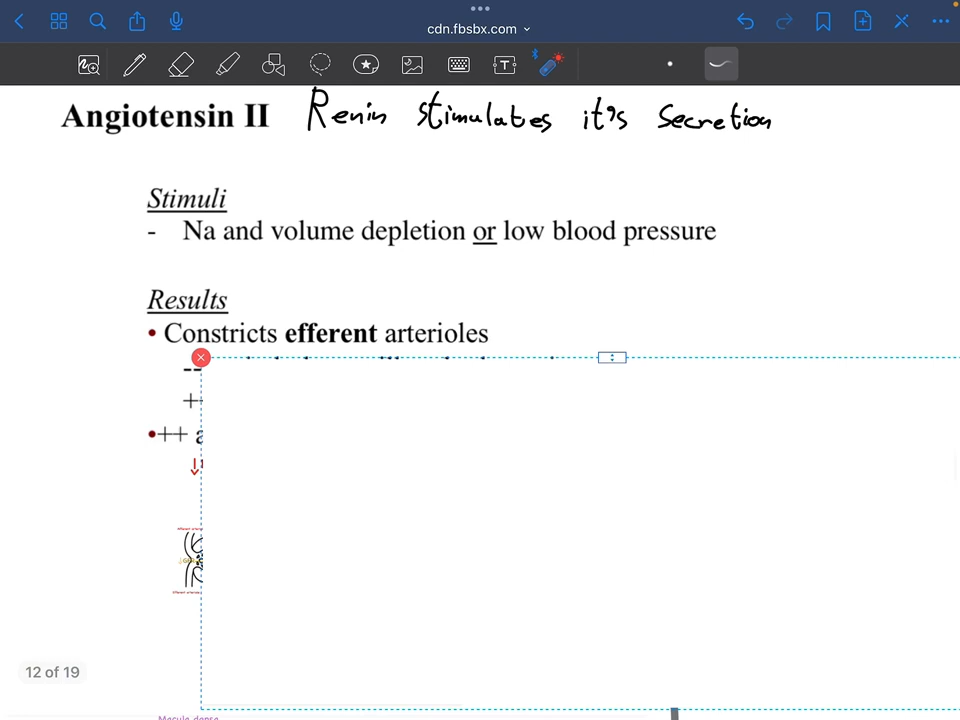 cdn.fbsbx.com
Angiotensin II Renin stimulates it's secretion
Stimuli
- Na and volume depletion or low blood pressure
Results
• Constricts efferent arterioles
--
++
•++ a
12 of 19